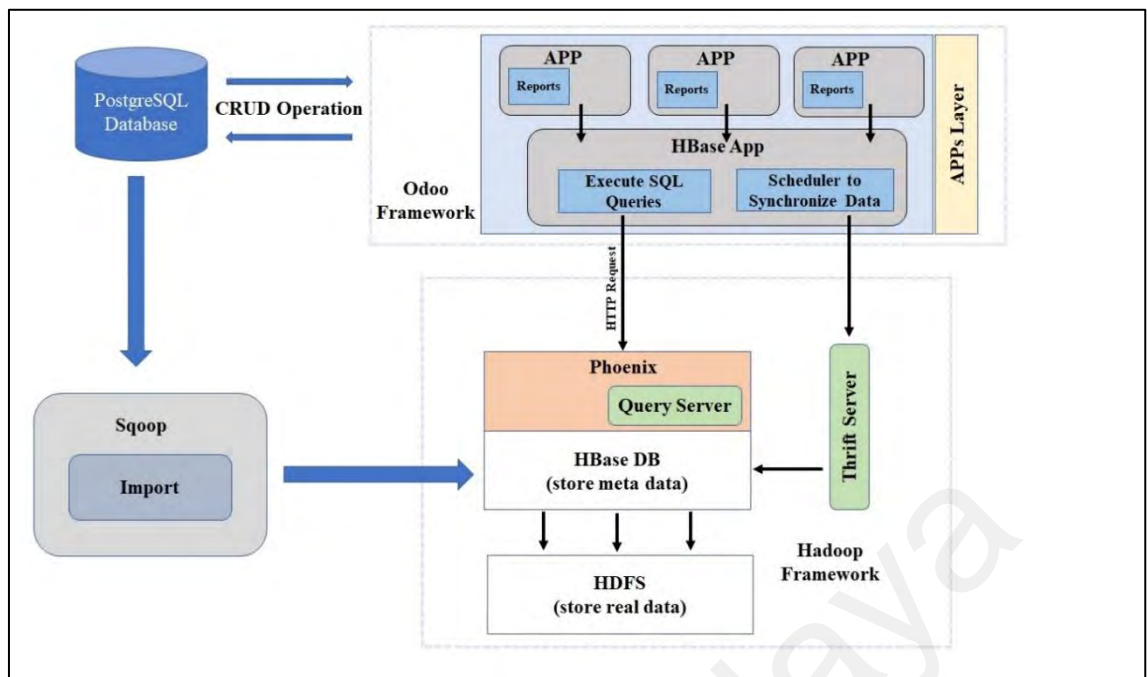 PostgreSQL
Database
CRUD Operation
APP
Reports
APP
Reports
APP
Reports
APPs Layer
HBase App
Execute SQL
Queries
Scheduler to
Synchronize Data
Odoo
Framework
HTTP Request
Phoenix
Query Server
Thrift Server
Sqoop
Import
HBase DB
(store meta data)
Hadoop
Framework
HDFS
(store real data)
laya